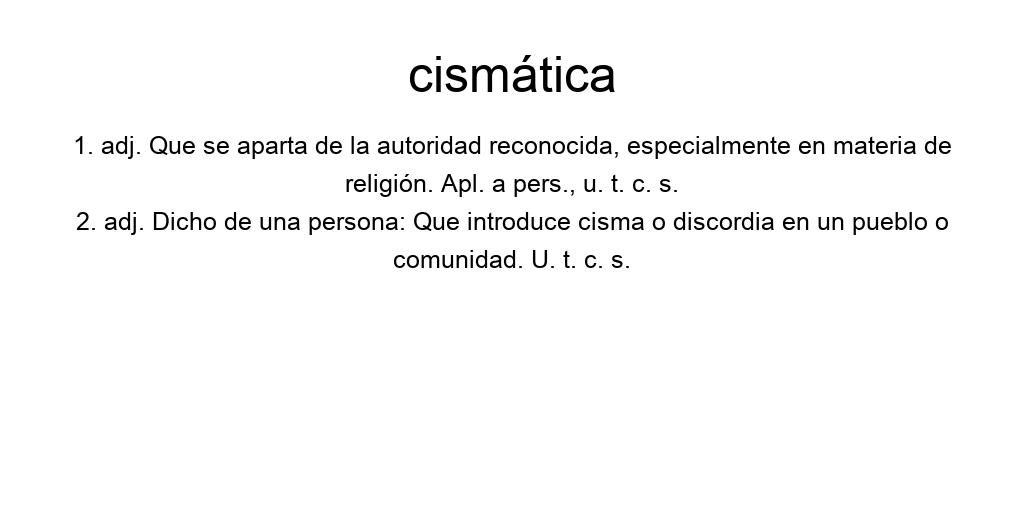 cismática
1. adj. Que se aparta de la autoridad reconocida, especialmente en materia de
religión. Apl. a pers., u. t. c. s.
2. adj. Dicho de una persona: Que introduce cisma o discordia en un pueblo o
comunidad. U. t. c. s.